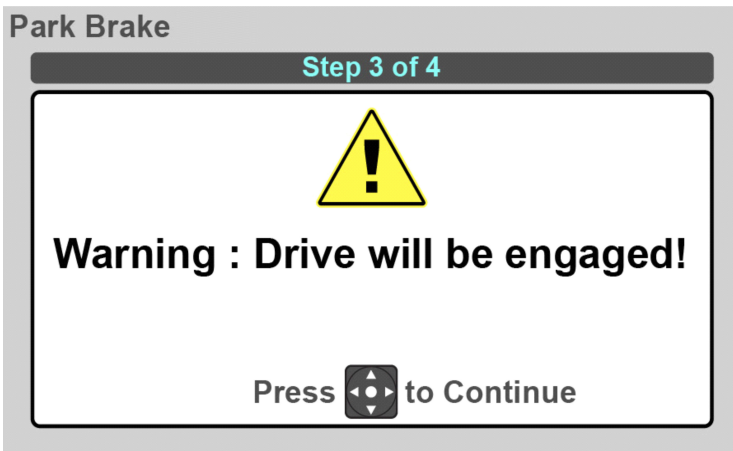 Park Brake
Step 3 of 4
!
Warning : Drive will be engaged!
Press to Continue